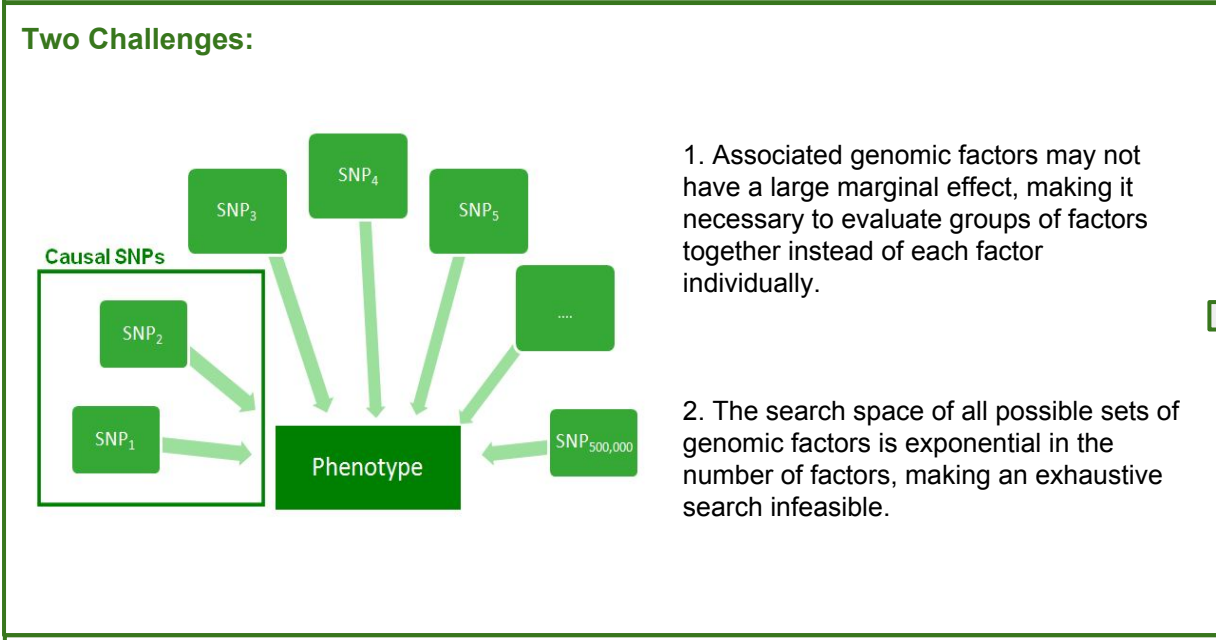 Two Challenges:
SNP₄
SNP₃
SNP₅
Causal SNPs
....
SNP₂
SNP₁
SNP₅₀₀,₀₀₀
Phenotype
1. Associated genomic factors may not
have a large marginal effect, making it
necessary to evaluate groups of factors
together instead of each factor
individually.
2. The search space of all possible sets of
genomic factors is exponential in the
number of factors, making an exhaustive
search infeasible.